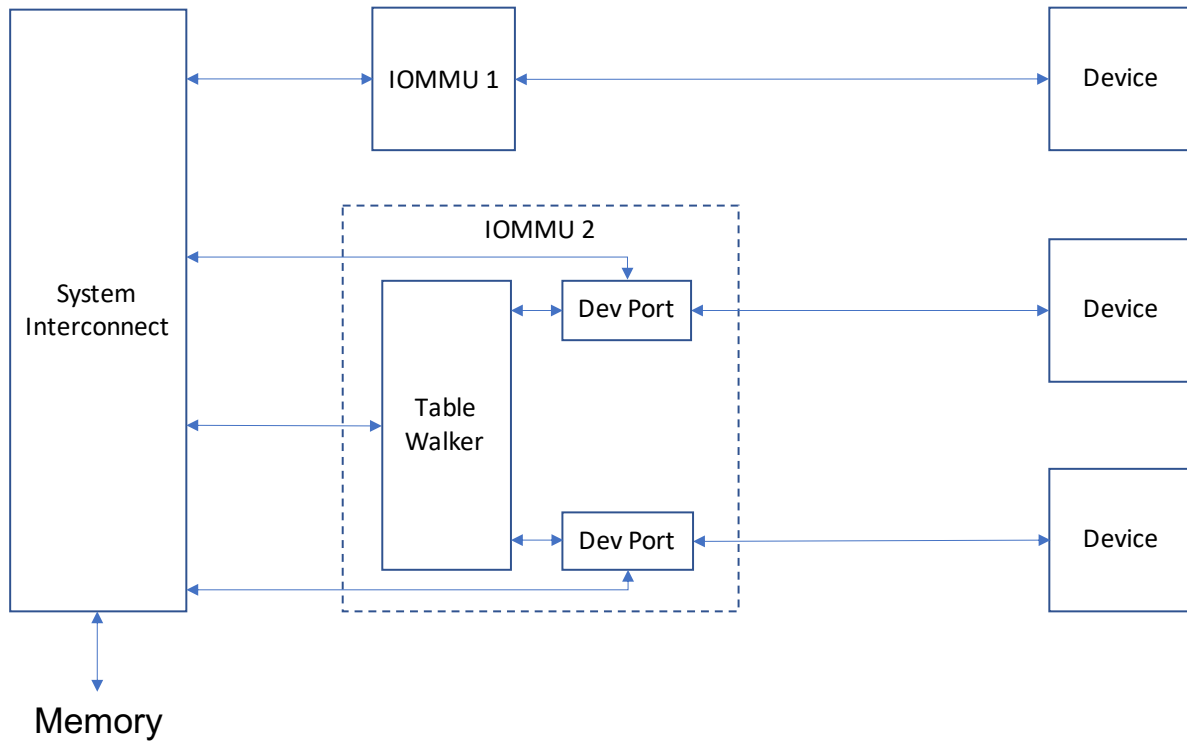 IOMMU 1
Device
IOMMU 2
System
Interconnect
Dev Port
Device
Table
Walker
Dev Port
Device
Memory